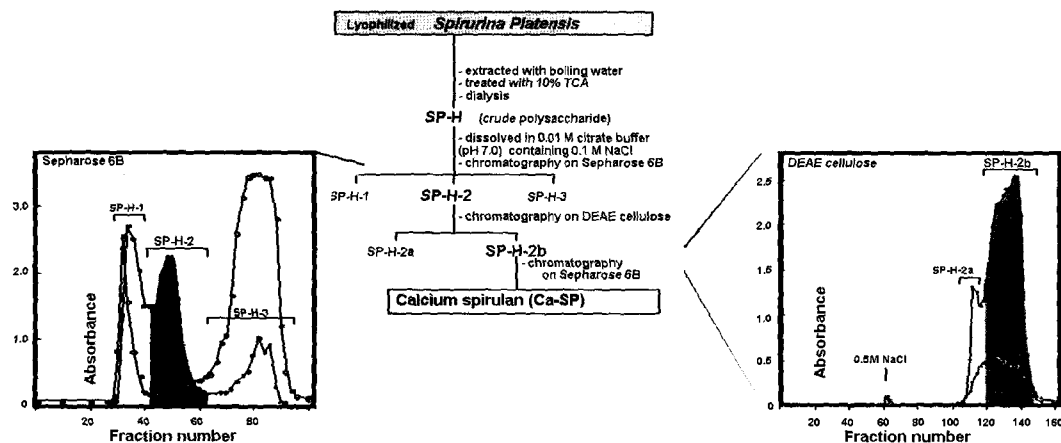 Lyophilized Spirurina Platensis
- extracted with boiling water
- treated with 10% TCA
- dialysis
SP-H (crude polysaccharide)
- dissolved in 0.01 M citrate buffer
(pH 7.0) containing 0.1 M NaCl
- chromatography on Sepharose 6B
SP-H-1 SP-H-2 SP-H-3
- chromatography on DEAE cellulose
SP-H-2a SP-H-2b
- chromatography
on Sepharose 6B
Calcium spirulan (Ca-SP)
Sepharose 6B
SP-H-1
SP-H-2
SP-H-3
3.0
2.0
1.0
0
Absorbance
20 40 60 80
Fraction number
DEAE cellulose
SP-H-2b
SP-H-2a
0.5M NaCl
2.5
2.0
1.5
1.0
0.5
0
Absorbance
0 20 40 60 80 100 120 140 160
Fraction number